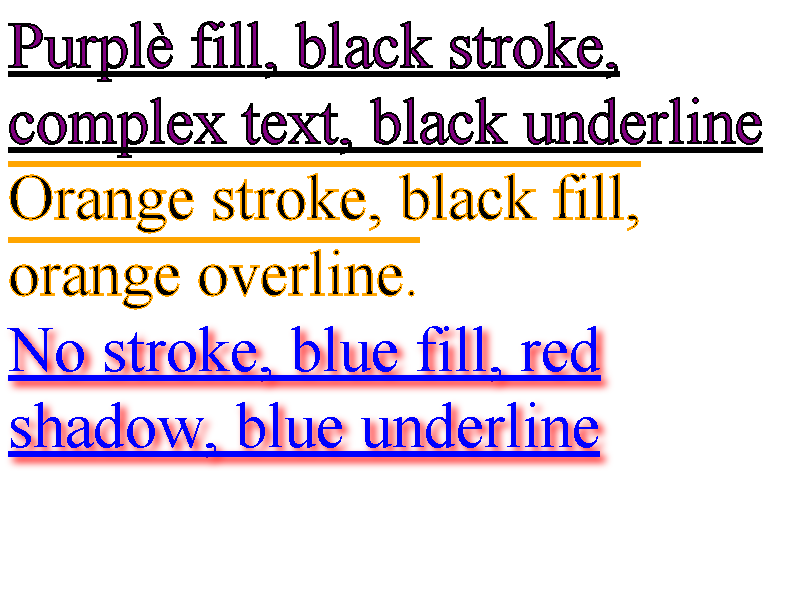 Purplè fill, black stroke,
complex text, black underline
Orange stroke, black fill,
orange overline.
No stroke, blue fill, red
shadow, blue underline